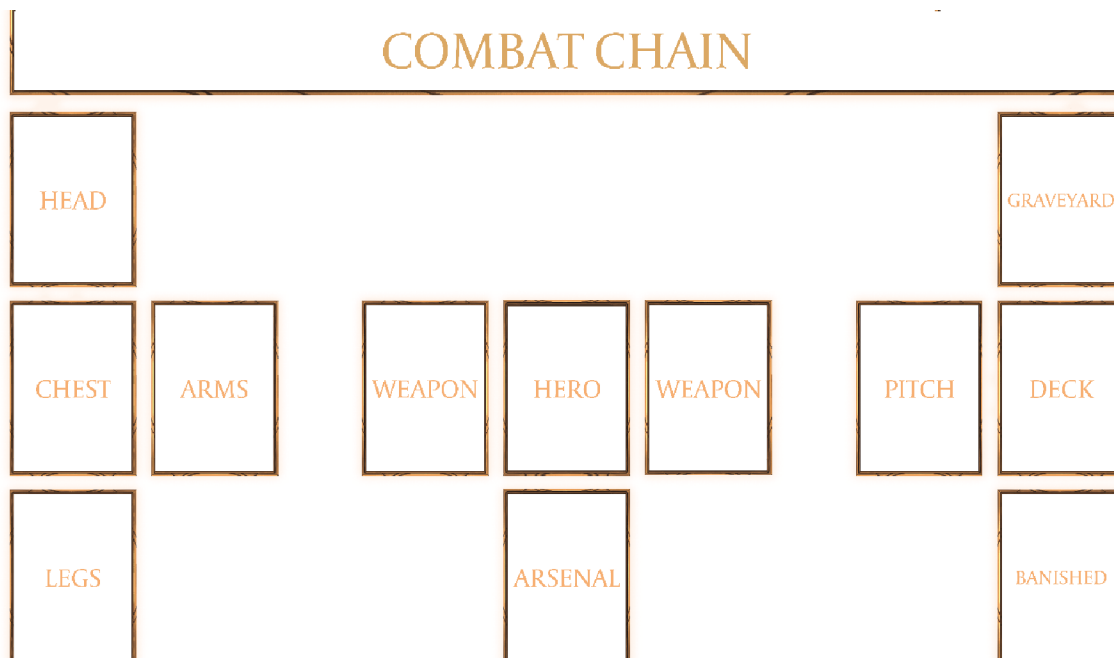 COMBAT CHAIN
HEAD
GRAVEYARD
CHEST
ARMS
WEAPON
HERO
WEAPON
PITCH
DECK
LEGS
ARSENAL
BANISHED